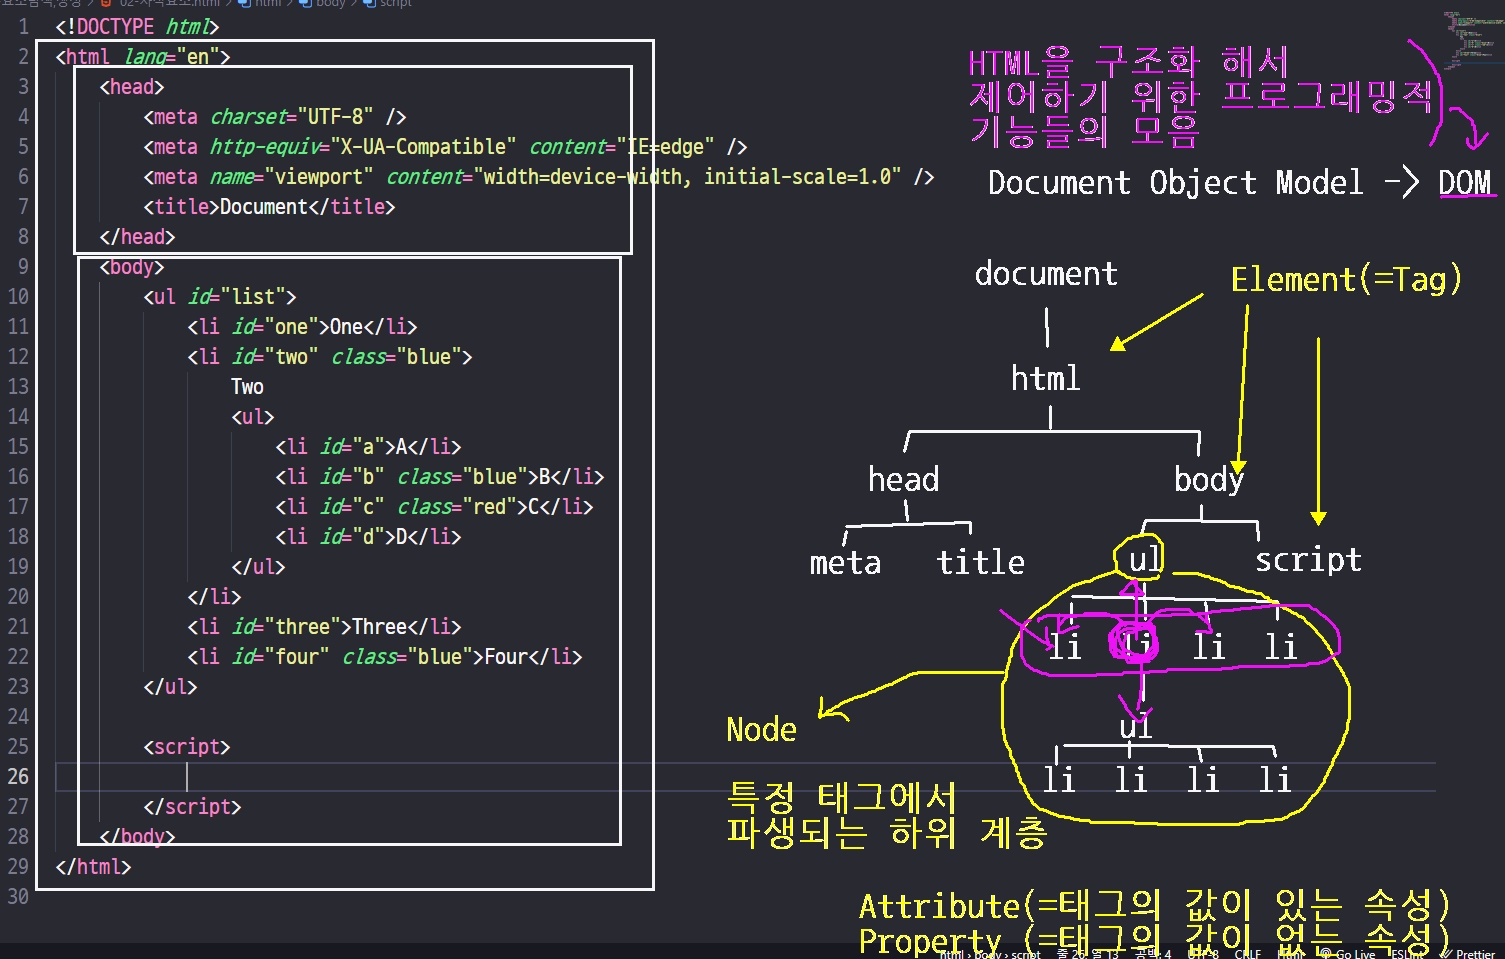 02-자식요소.html > html > body > script
1 <!DOCTYPE html>
2 <html lang="en">
3 <head>
4 <meta charset="UTF-8" />
5 <meta http-equiv="X-UA-Compatible" content="IE=edge" />
6 <meta name="viewport" content="width=device-width, initial-scale=1.0" />
7 <title>Document</title>
8 </head>
9 <body>
10 <ul id="list">
11 <li id="one">One</li>
12 <li id="two" class="blue">
13 Two
14 <ul>
15 <li id="a">A</li>
16 <li id="b" class="blue">B</li>
17 <li id="c" class="red">C</li>
18 <li id="d">D</li>
19 </ul>
20 </li>
21 <li id="three">Three</li>
22 <li id="four" class="blue">Four</li>
23 </ul>
24
25 <script>
26
27 </script>
28 </body>
29 </html>
30
HTML을 구조화 해서
제어하기 위한 프로그래밍적
기능들의 모음
Document Object Model -> DOM
document
Element(=Tag)
html
head body
meta title ul script
li li li li
ul
li li li li
Node
특정 태그에서
파생되는 하위 계층
Attribute(=태그의 값이 있는 속성)
Property (=태그의 값이 없는 속성)
html › body › script 줄 26, 열 13 공백: 4 UTF-8 CRLF Html Go Live ESLint Prettier